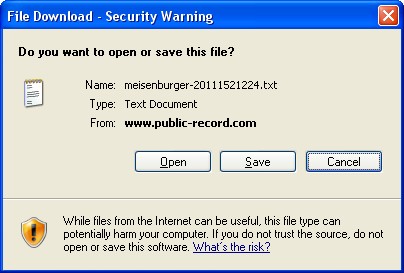 File Download - Security Warning
Do you want to open or save this file?
Name: meisenburger-20111521224.txt
Type: Text Document
From: www.public-record.com
Open Save Cancel
While files from the Internet can be useful, this file type can
potentially harm your computer. If you do not trust the source, do not
open or save this software. What's the risk?